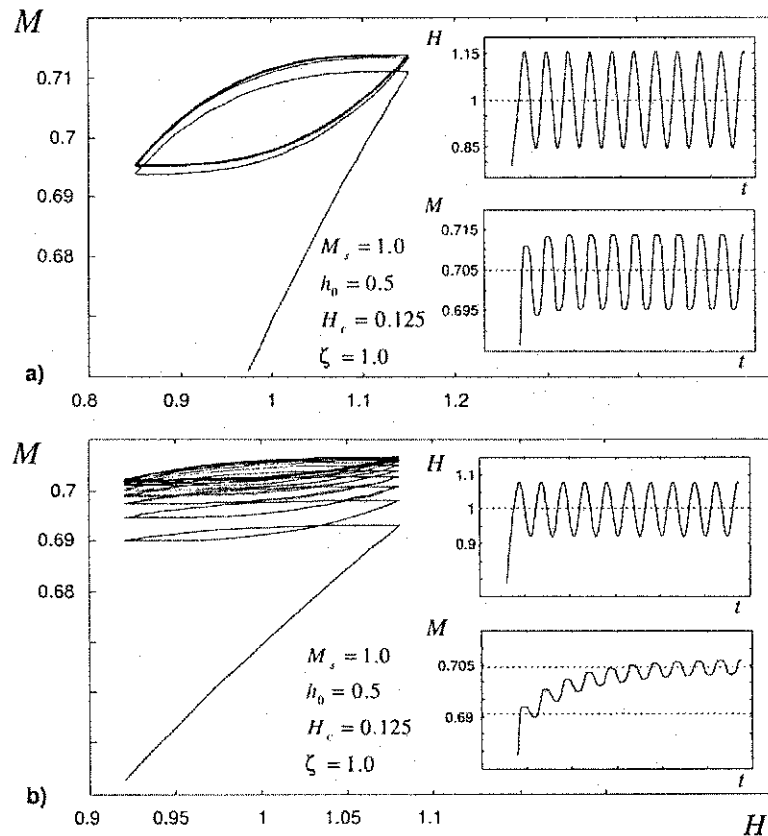 M
0.71
0.7
0.69
0.68
a)
0.8
0.9
1
1.1
1.2
M_s = 1.0
h_0 = 0.5
H_c = 0.125
ζ = 1.0
H
1.15
1
0.85
t
M
0.715
0.705
0.695
t
M
0.7
0.69
0.68
b)
0.9
0.95
1
1.05
1.1
H
M_s = 1.0
h_0 = 0.5
H_c = 0.125
ζ = 1.0
H
1.1
1
0.9
t
M
0.705
0.69
t